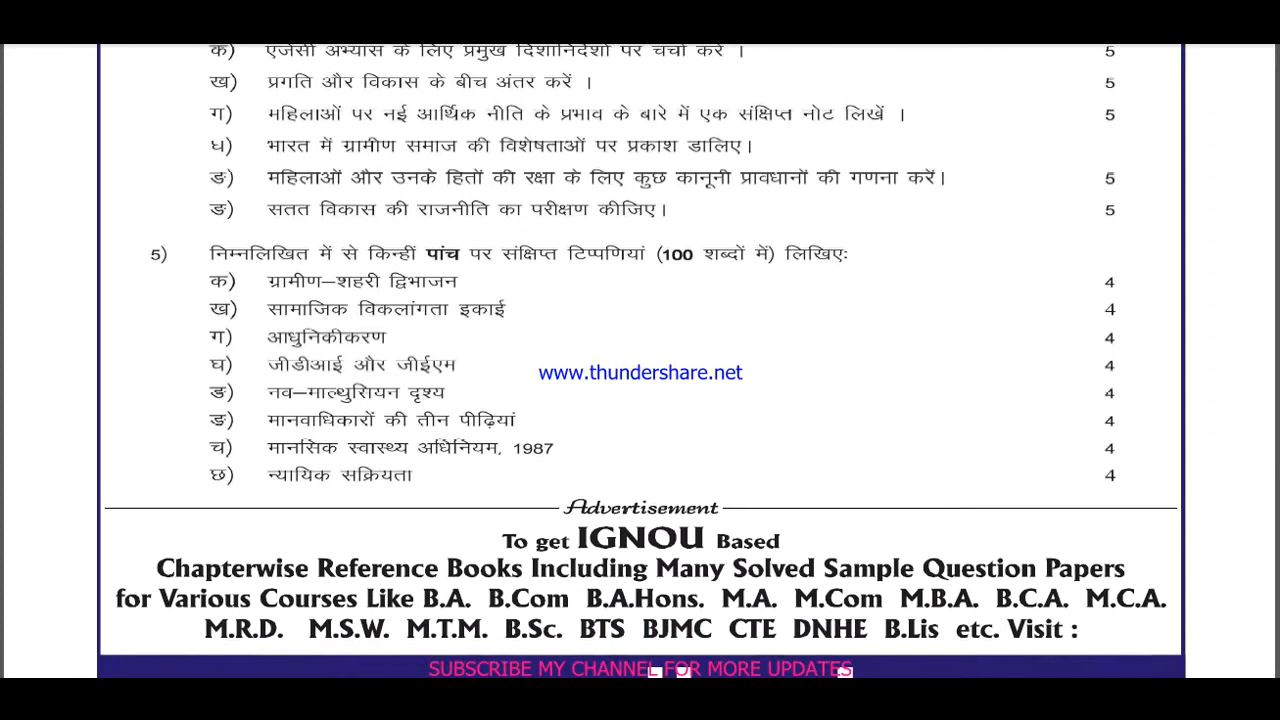 क) एजेंसी अभ्यास के लिए प्रमुख दिशानिर्देशों पर चर्चा करें । 5
ख) प्रगति और विकास के बीच अंतर करें । 5
ग) महिलाओं पर नई आर्थिक नीति के प्रभाव के बारे में एक संक्षिप्त नोट लिखें । 5
ध) भारत में ग्रामीण समाज की विशेषताओं पर प्रकाश डालिए।
ङ) महिलाओं और उनके हितों की रक्षा के लिए कुछ कानूनी प्रावधानों की गणना करें। 5
ङ) सतत विकास की राजनीति का परीक्षण कीजिए। 5
5) निम्नलिखित में से किन्हीं पांच पर संक्षिप्त टिप्पणियां (100 शब्दों में) लिखिएः
क) ग्रामीण–शहरी द्विभाजन 4
ख) सामाजिक विकलांगता इकाई 4
ग) आधुनिकीकरण 4
घ) जीडीआई और जीईएम 4
www.thundershare.net
ङ) नव–माल्थुसियन दृश्य 4
ङ) मानवाधिकारों की तीन पीढ़ियां 4
च) मानसिक स्वास्थ्य अधिनियम, 1987 4
छ) न्यायिक सक्रियता 4
Advertisement
To get IGNOU Based
Chapterwise Reference Books Including Many Solved Sample Question Papers
for Various Courses Like B.A. B.Com B.A.Hons. M.A. M.Com M.B.A. B.C.A. M.C.A.
M.R.D. M.S.W. M.T.M. B.Sc. BTS BJMC CTE DNHE B.Lis etc. Visit :
SUBSCRIBE MY CHANNEL FOR MORE UPDATES